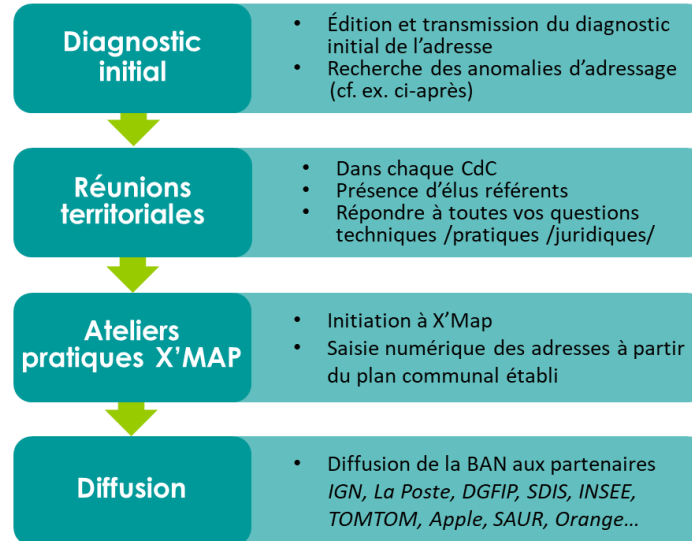 Diagnostic
initial
• Édition et transmission du diagnostic
initial de l'adresse
• Recherche des anomalies d'adressage
(cf. ex. ci-après)
Réunions
territoriales
• Dans chaque CdC
• Présence d'élus référents
• Répondre à toutes vos questions
techniques /pratiques /juridiques/
Ateliers
pratiques X'MAP
• Initiation à X'Map
• Saisie numérique des adresses à partir
du plan communal établi
Diffusion
• Diffusion de la BAN aux partenaires
IGN, La Poste, DGFIP, SDIS, INSEE,
TOMTOM, Apple, SAUR, Orange…